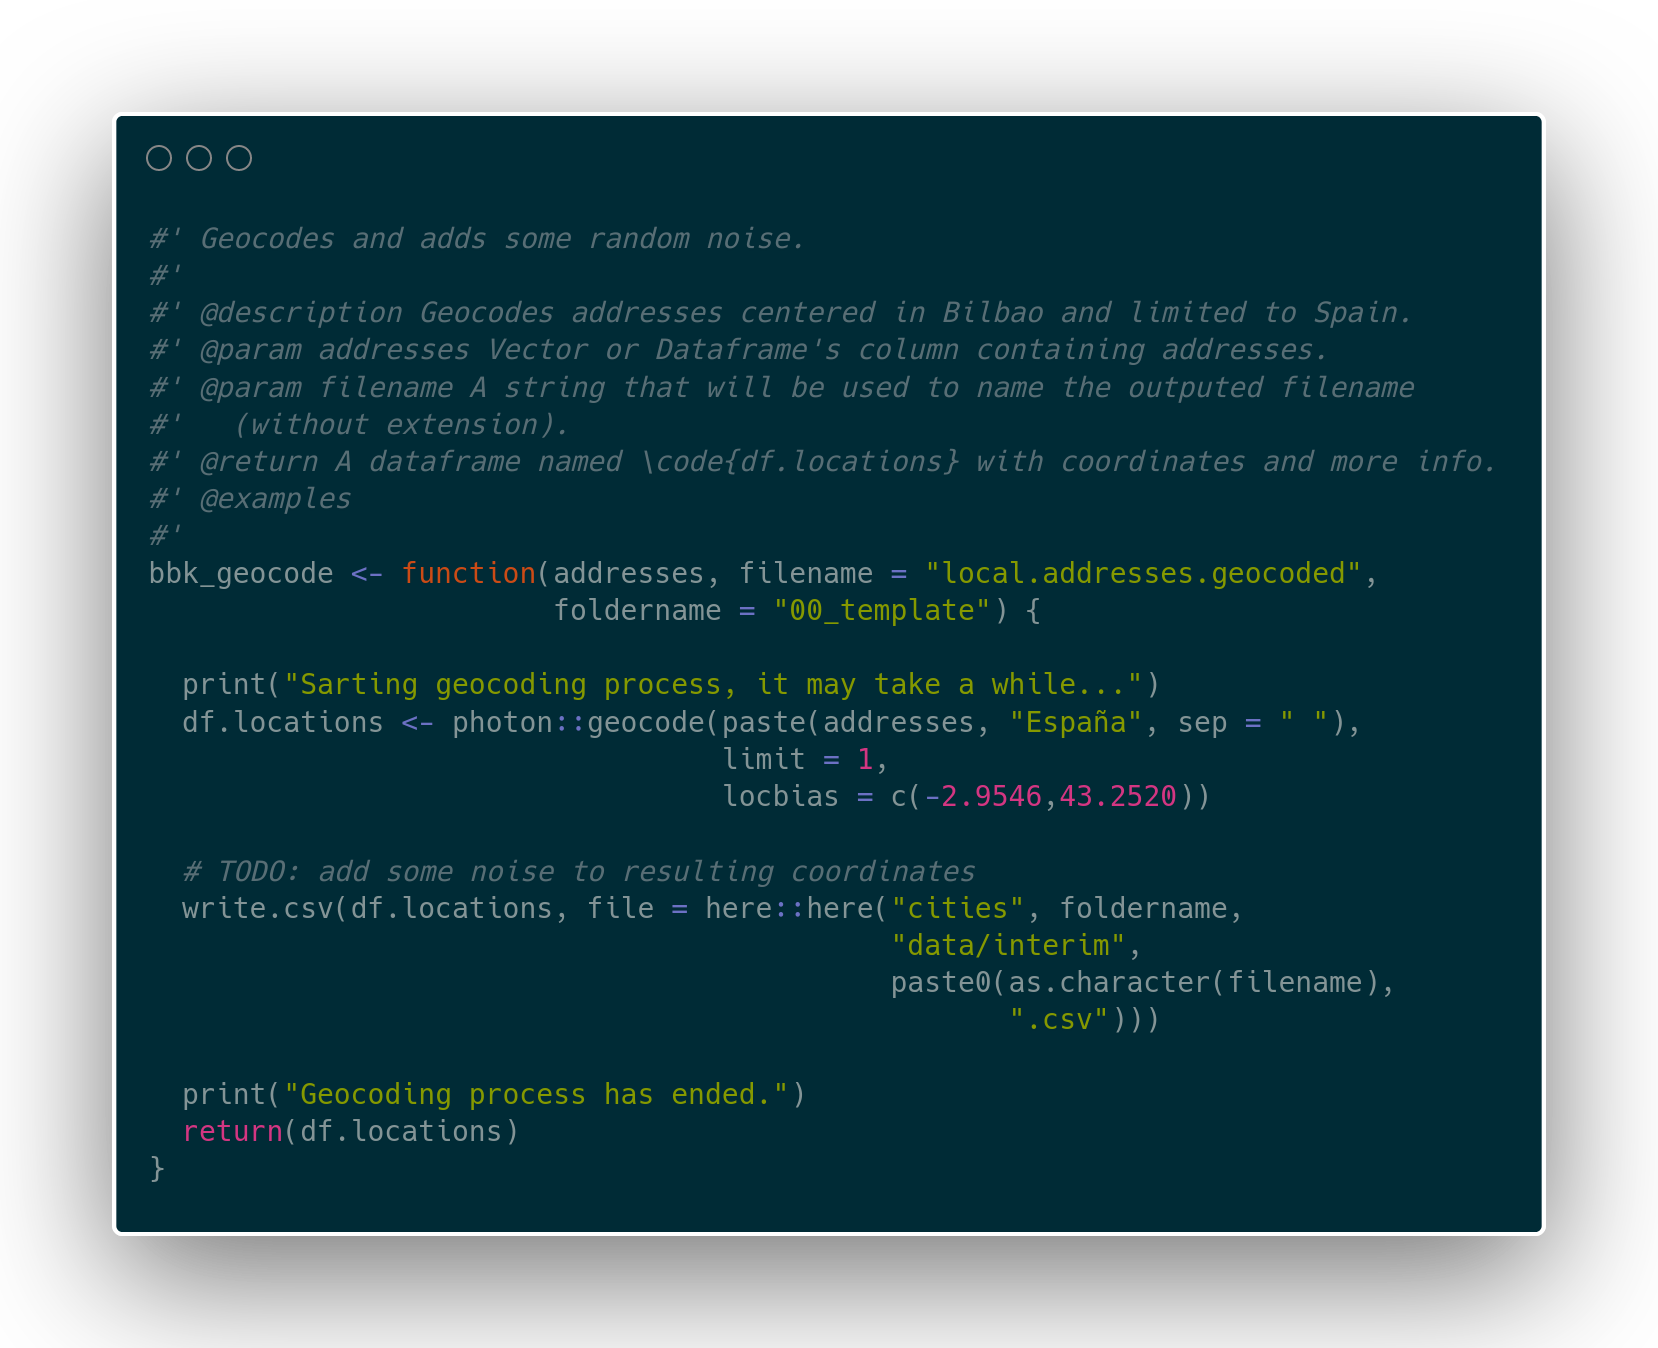 #' Geocodes and adds some random noise.
#'
#' @description Geocodes addresses centered in Bilbao and limited to Spain.
#' @param addresses Vector or Dataframe's column containing addresses.
#' @param filename A string that will be used to name the outputed filename
#'   (without extension).
#' @return A dataframe named \code{df.locations} with coordinates and more info.
#' @examples
#'
bbk_geocode <- function(addresses, filename = "local.addresses.geocoded",
                        foldername = "00_template") {
  print("Sarting geocoding process, it may take a while...")
  df.locations <- photon::geocode(paste(addresses, "España", sep = " "),
                                  limit = 1,
                                  locbias = c(-2.9546,43.2520))
  # TODO: add some noise to resulting coordinates
  write.csv(df.locations, file = here::here("cities", foldername,
                                            "data/interim",
                                            paste0(as.character(filename),
                                                   ".csv")))
  print("Geocoding process has ended.")
  return(df.locations)
}